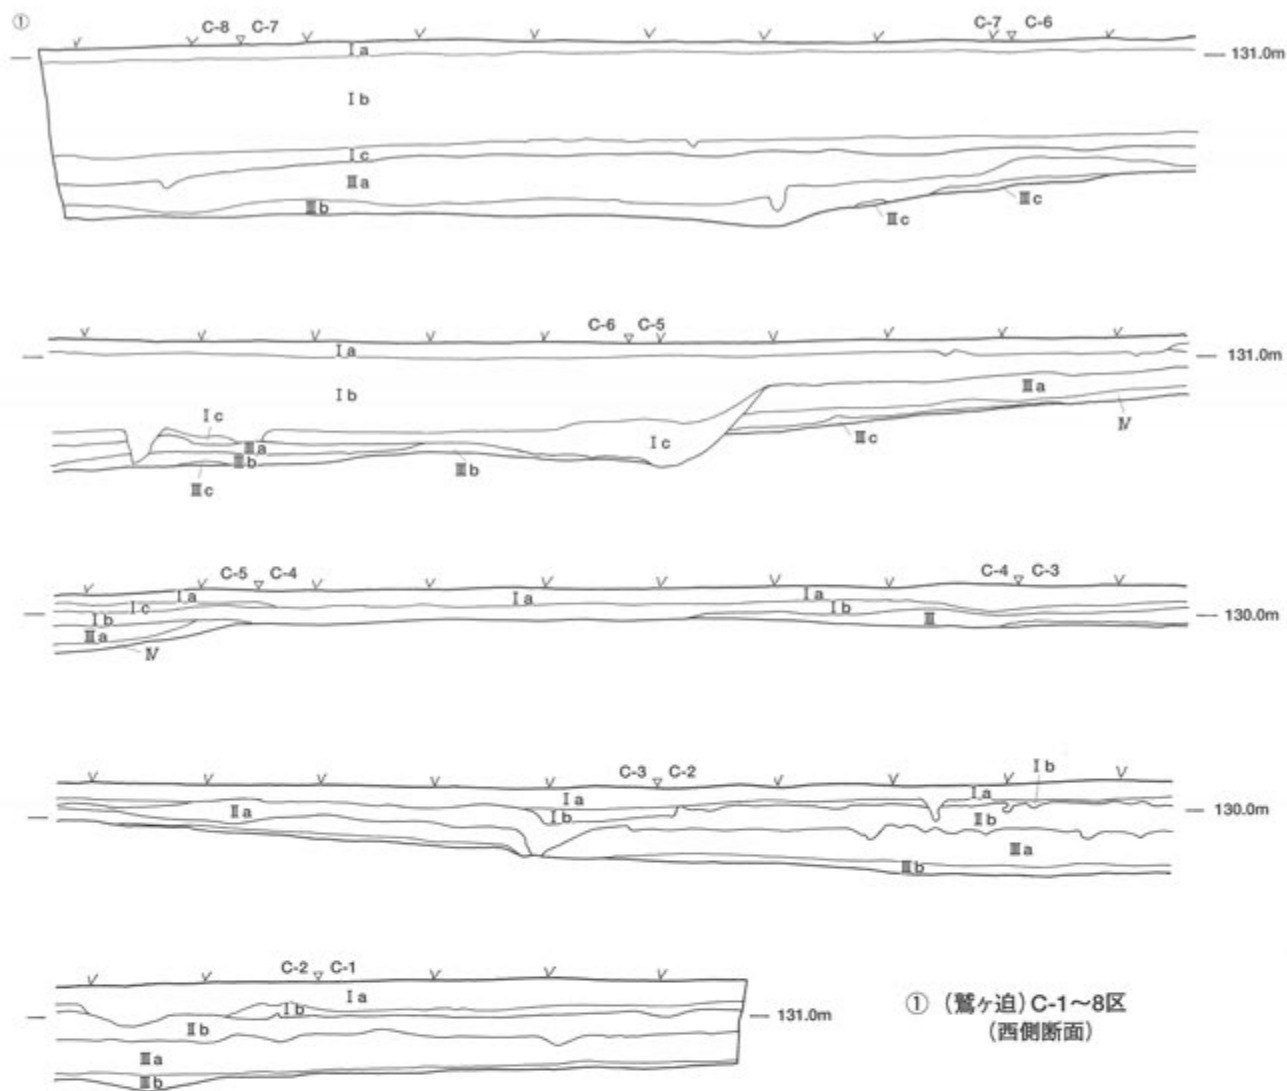 ①
C-8 C-7
C-7 C-6
Ⅰa
131.0m
Ⅰb
Ⅰc
Ⅲa
Ⅲb
Ⅲc
Ⅲc
C-6 C-5
Ⅰa
131.0m
Ⅰb
Ⅲa
Ⅰc
Ⅰc
Ⅳ
Ⅲa
Ⅲb
Ⅲb
Ⅲc
Ⅲc
C-5 C-4
C-4 C-3
Ⅰa
Ⅰa
Ⅰa
Ⅰc
Ⅰb
Ⅰb
Ⅲ
130.0m
Ⅲa
Ⅳ
C-3 C-2
Ⅰb
Ⅰa
Ⅰa
Ⅱa
Ⅰb
Ⅱb
130.0m
Ⅲa
Ⅲb
C-2 C-1
Ⅰa
Ⅰb
131.0m
Ⅱb
Ⅲa
Ⅲb
① (鷲ヶ迫) C-1～8区
(西側断面)